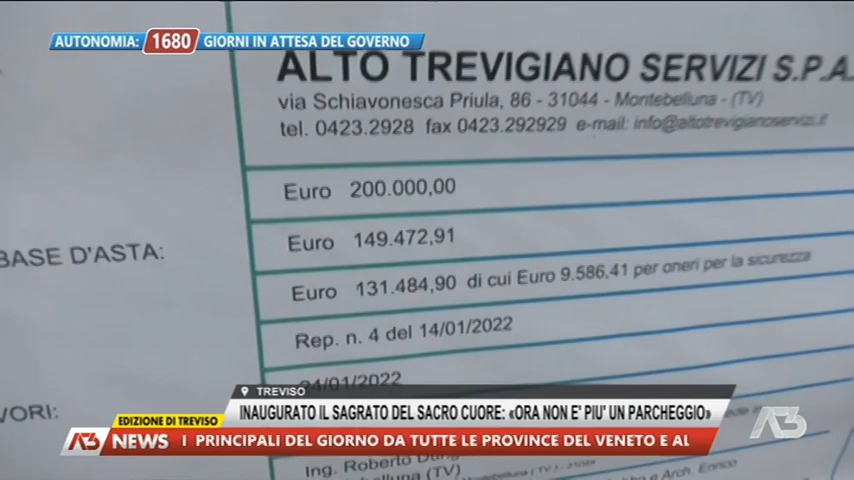 AUTONOMIA: 1680 GIORNI IN ATTESA DEL GOVERNO
ALTO TREVIGIANO SERVIZI S.P.A.
via Schiavonesca Priula, 86 - 31044 - Montebelluna - (TV)
tel. 0423.2928 fax 0423.292929 e-mail: info@altotrevigianoservizi.it
Euro 200.000,00
BASE D'ASTA: Euro 149.472,91
Euro 131.484,90 di cui Euro 9.586,41 per oneri per la sicurezza
Rep. n. 4 del 14/01/2022
24/01/2022
VORI:
TREVISO
INAUGURATO IL SAGRATO DEL SACRO CUORE: «ORA NON E' PIU' UN PARCHEGGIO»
EDIZIONE DI TREVISO
A3 NEWS I PRINCIPALI DEL GIORNO DA TUTTE LE PROVINCE DEL VENETO E AL
A3
Ing. Roberto
(TV)
Arch. Enrico